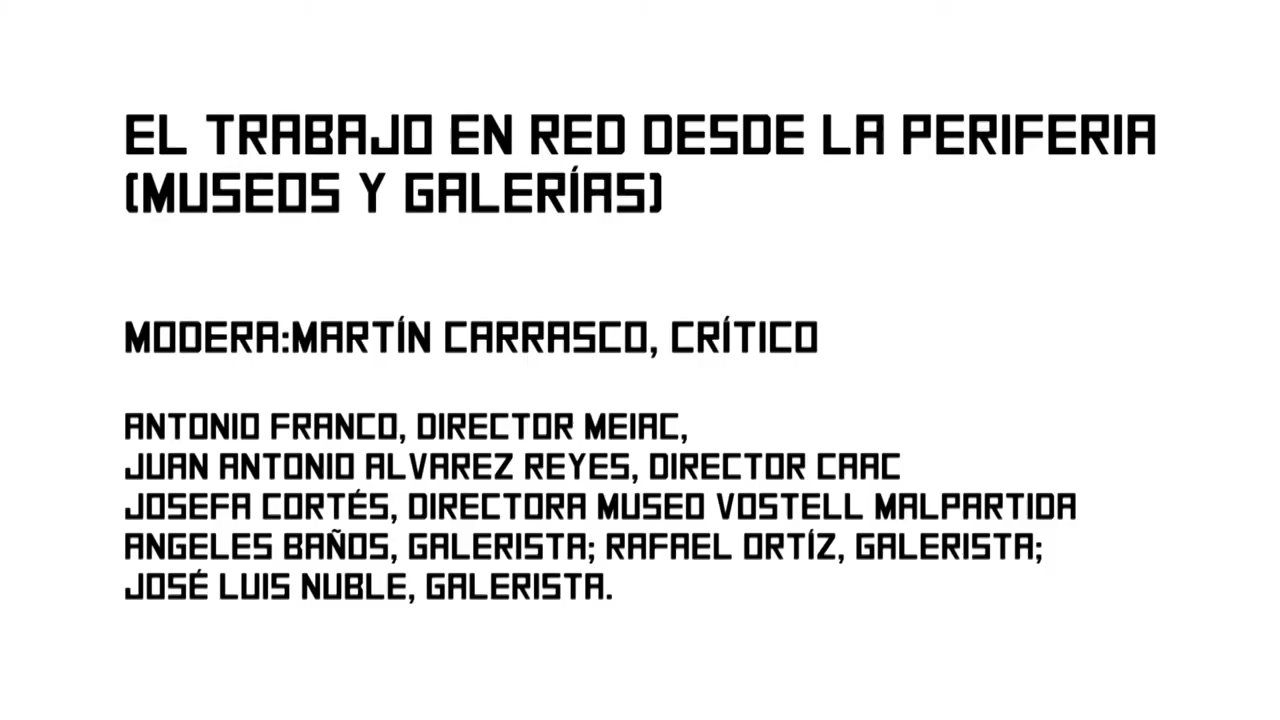 EL TRABAJO EN RED DESDE LA PERIFERIA
(MUSEOS Y GALERÍAS)
MODERA:MARTÍN CARRASCO, CRÍTICO
ANTONIO FRANCO, DIRECTOR MEIAC,
JUAN ANTONIO ALVAREZ REYES, DIRECTOR CAAC
JOSEFA CORTÉS, DIRECTORA MUSEO VOSTELL MALPARTIDA
ANGELES BAÑOS, GALERISTA; RAFAEL ORTÍZ, GALERISTA;
JOSÉ LUIS NUBLE, GALERISTA.